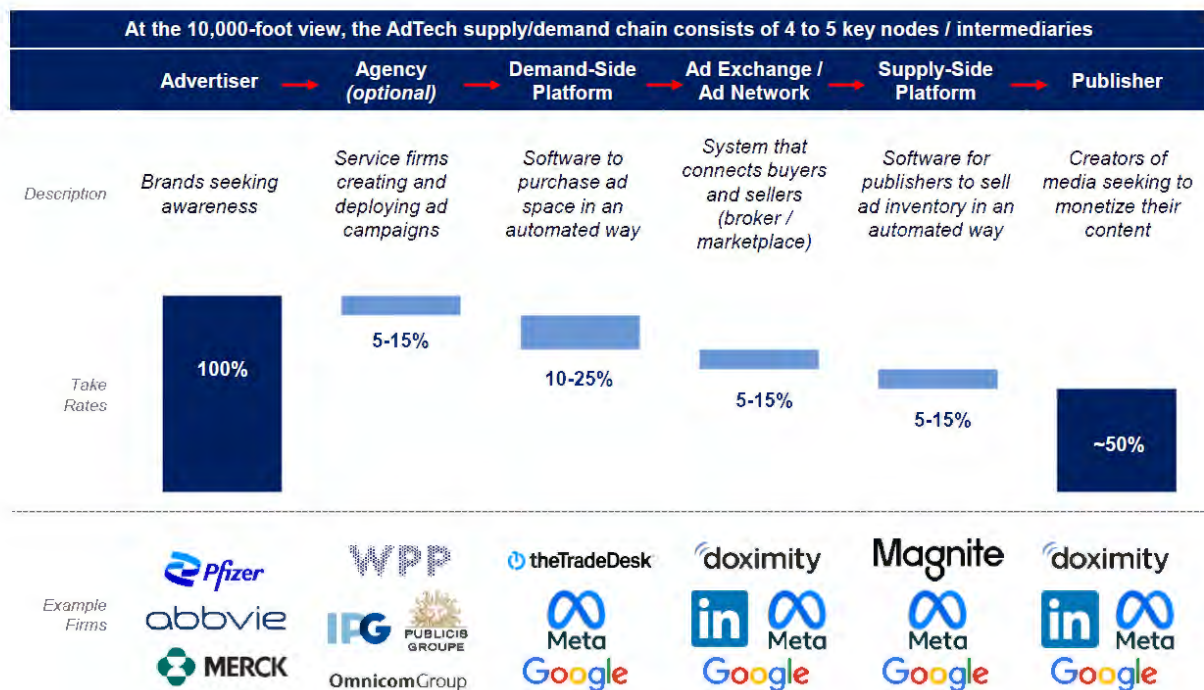 At the 10,000-foot view, the AdTech supply/demand chain consists of 4 to 5 key nodes / intermediaries
Advertiser
Agency
(optional)
Demand-Side
Platform
Ad Exchange /
Ad Network
Supply-Side
Platform
Publisher
Description
Brands seeking
awareness
Service firms
creating and
deploying ad
campaigns
Software to
purchase ad
space in an
automated way
System that
connects buyers
and sellers
(broker /
marketplace)
Software for
publishers to sell
ad inventory in an
automated way
Creators of
media seeking to
monetize their
content
Take
Rates
100%
5-15%
10-25%
5-15%
5-15%
~50%
Example
Firms
Pfizer
abbvie
MERCK
WPP
IPG
PUBLICIS
GROUPE
OmnicomGroup
theTradeDesk
Meta
Google
doximity
in
Meta
Google
Magnite
Meta
Google
doximity
in
Meta
Google